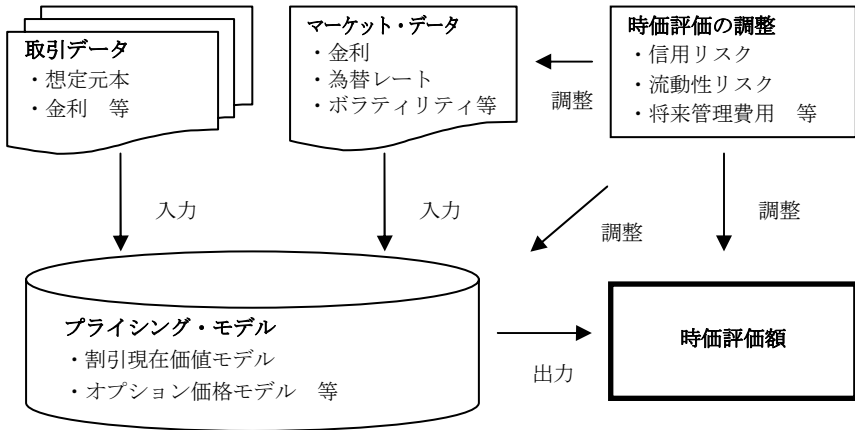 取引データ
・想定元本
・金利　等
マーケット・データ
・金利
・為替レート
・ボラティリティ等
調整
時価評価の調整
・信用リスク
・流動性リスク
・将来管理費用　等
入力
入力
調整
調整
プライシング・モデル
・割引現在価値モデル
・オプション価格モデル　等
出力
時価評価額